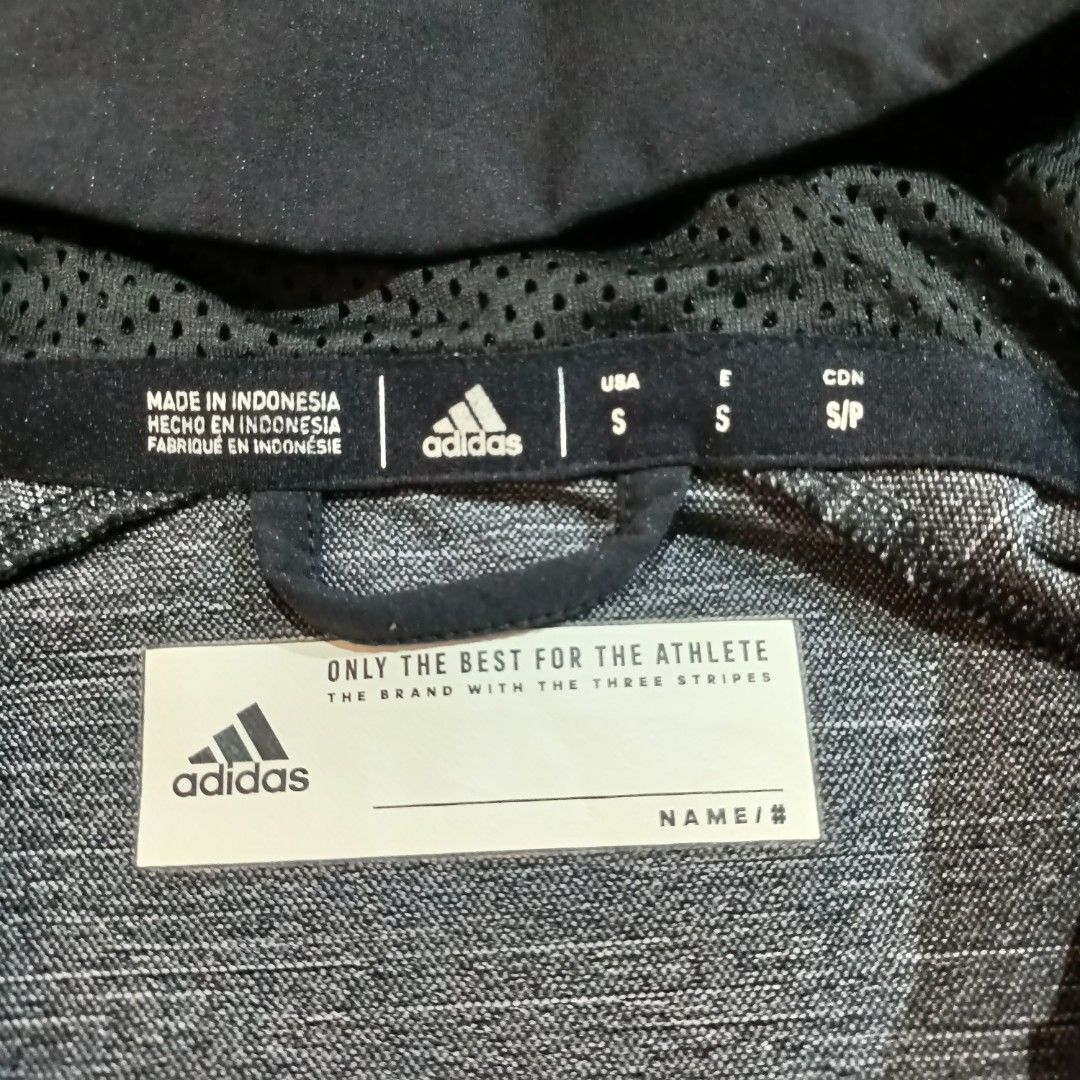 MADE IN INDONESIA
HECHO EN INDONESIA
FABRIQUÉ EN INDONÉSIE
adidas
USA E CDN
S S S/P
ONLY THE BEST FOR THE ATHLETE
THE BRAND WITH THE THREE STRIPES
adidas
NAME/#